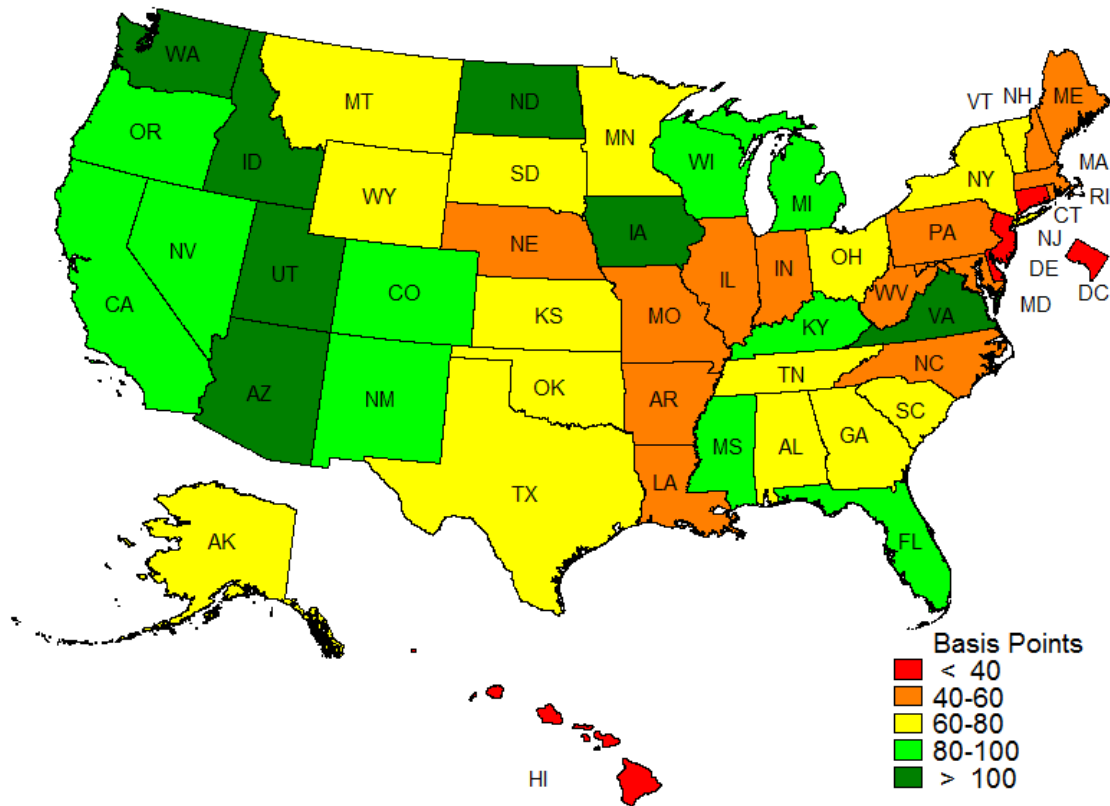 WA
MT
ND
MN
VT
NH
ME
OR
ID
WY
SD
WI
MI
NY
MA
RI
CT
NV
UT
CO
NE
IA
IL
IN
OH
PA
NJ
DE
DC
MD
CA
AZ
NM
KS
MO
KY
WV
VA
OK
AR
TN
NC
SC
TX
LA
MS
AL
GA
FL
AK
HI
Basis Points
< 40
40-60
60-80
80-100
> 100